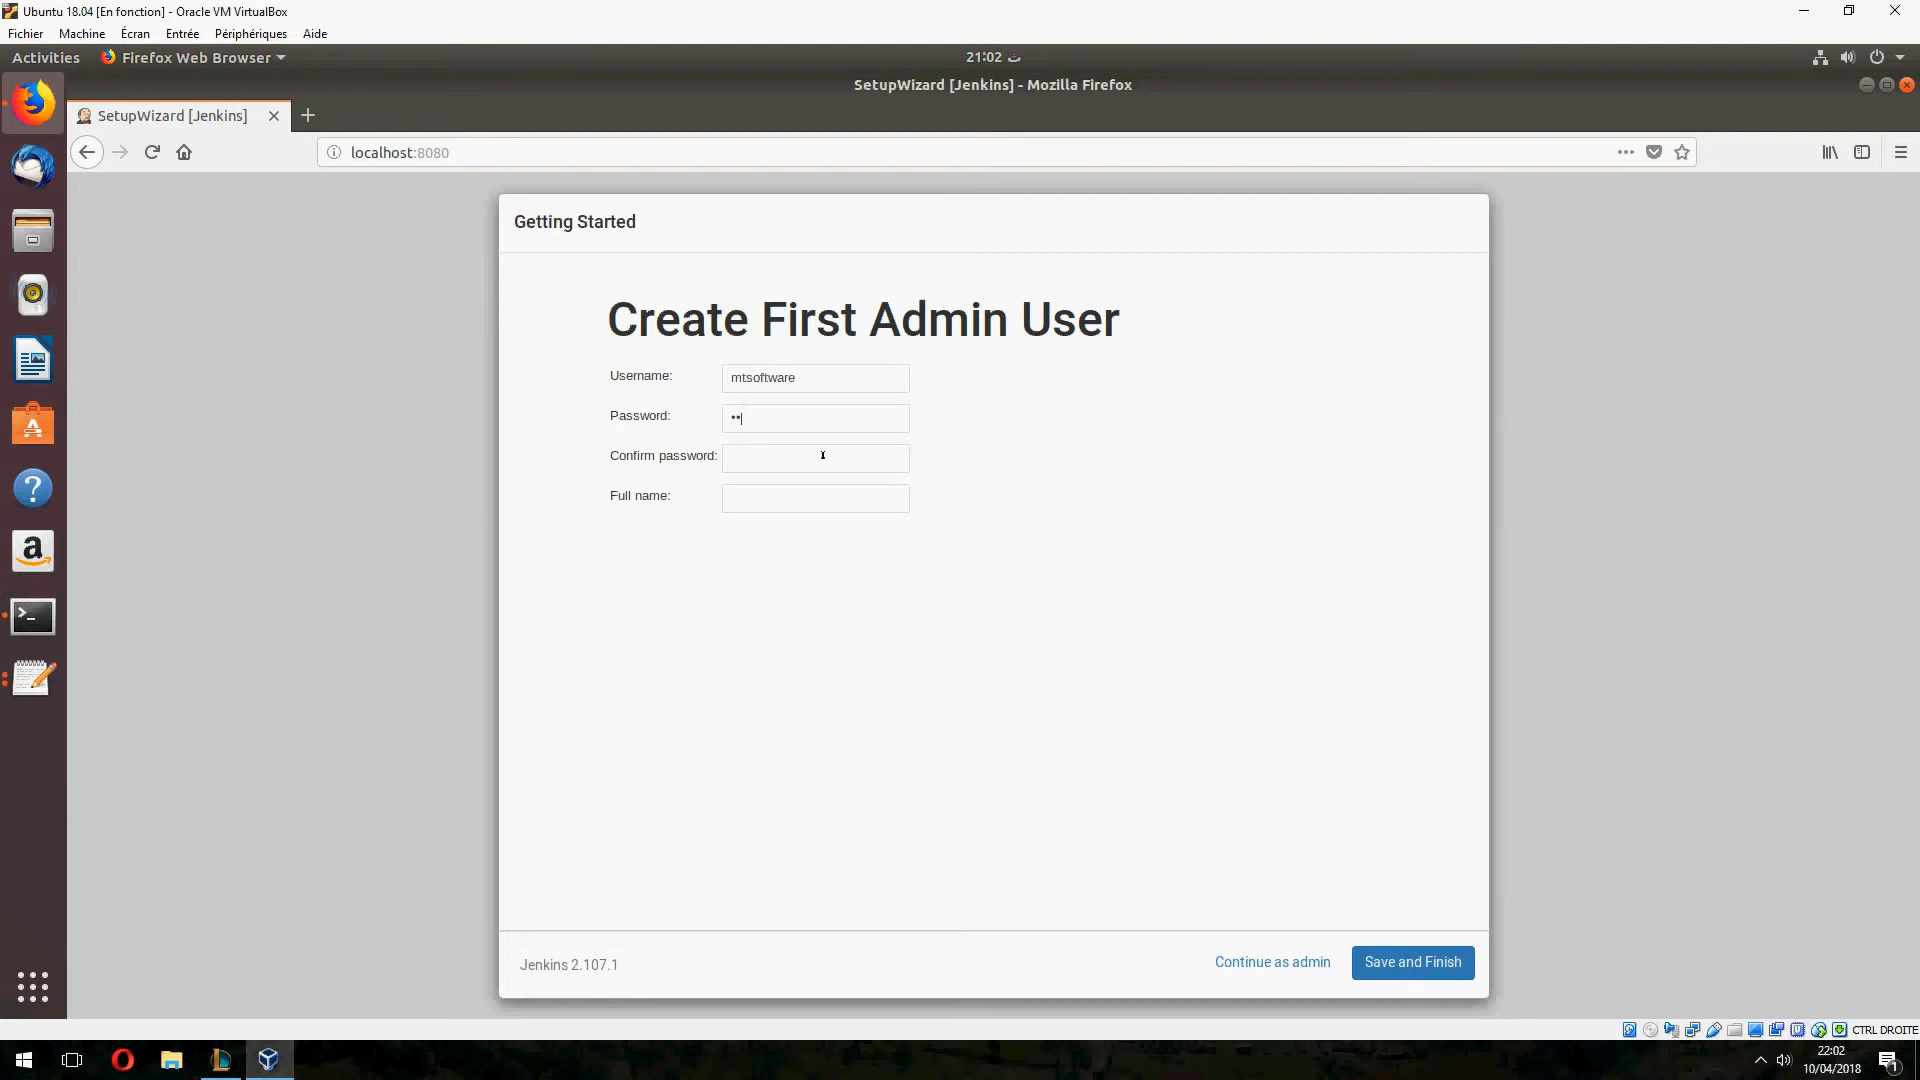 Ubuntu 18.04 [En fonction] - Oracle VM VirtualBox
Fichier Machine Écran Entrée Périphériques Aide
Activities Firefox Web Browser 21:02 ث
SetupWizard [Jenkins] - Mozilla Firefox
SetupWizard [Jenkins]
localhost:8080
Getting Started
Create First Admin User
Username: mtsoftware
Password: ••
Confirm password:
Full name:
Jenkins 2.107.1 Continue as admin Save and Finish
CTRL DROITE
22:02
10/04/2018
1